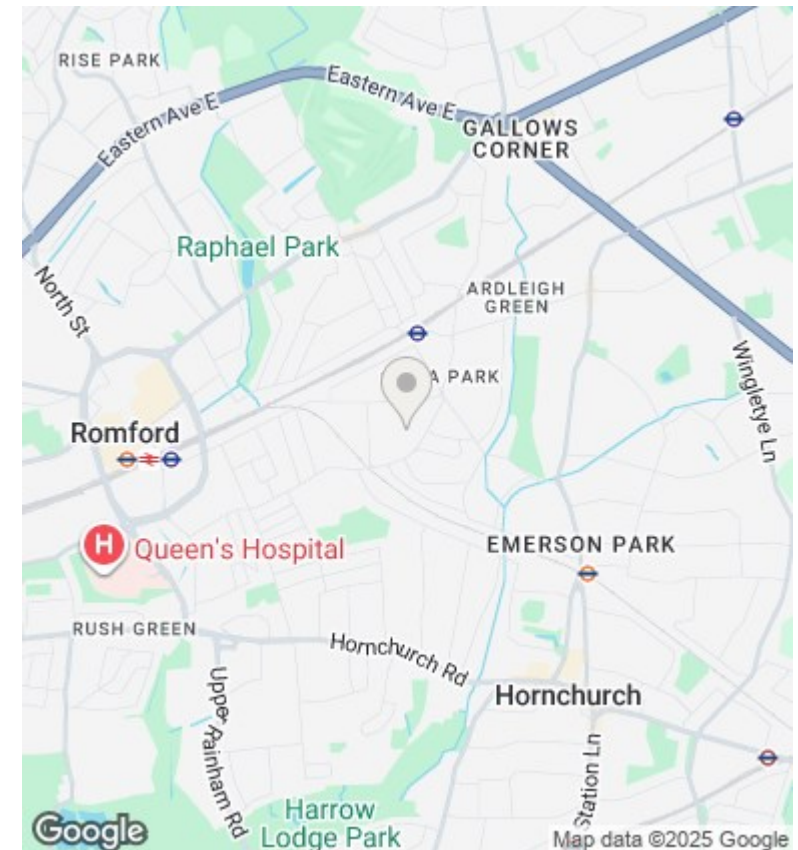 RISE PARK
Eastern Ave E
Eastern Ave E
GALLOWS
CORNER
Raphael Park
North St
ARDLEIGH
GREEN
A PARK
Wingletye Ln
Romford
H
Queen's Hospital
EMERSON PARK
RUSH GREEN
Hornchurch Rd
Upper
Rainham Rd
Hornchurch
Station Ln
Harrow
Lodge Park
Google
Map data ©2025 Google